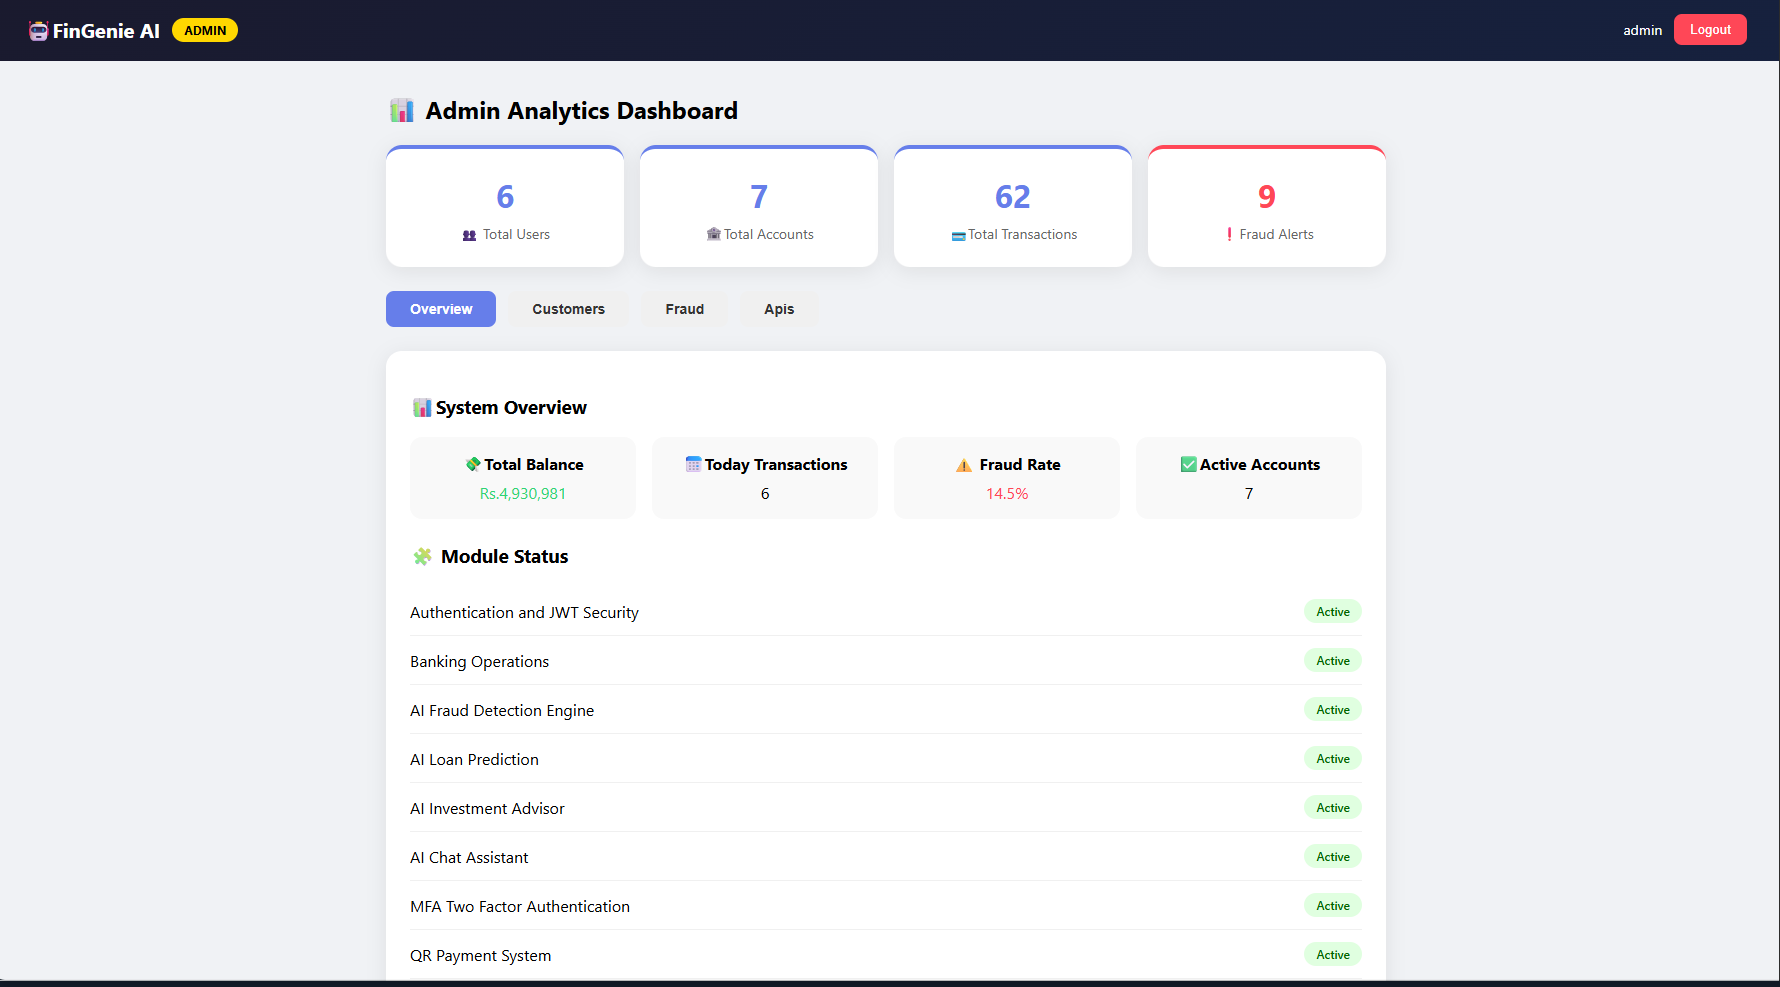 FinGenie AI ADMIN admin Logout
Admin Analytics Dashboard
6 7 62 9
Total Users Total Accounts Total Transactions Fraud Alerts
Overview Customers Fraud Apis
System Overview
Total Balance Today Transactions Fraud Rate Active Accounts
Rs.4,930,981 6 14.5% 7
Module Status
Authentication and JWT Security Active
Banking Operations Active
AI Fraud Detection Engine Active
AI Loan Prediction Active
AI Investment Advisor Active
AI Chat Assistant Active
MFA Two Factor Authentication Active
QR Payment System Active